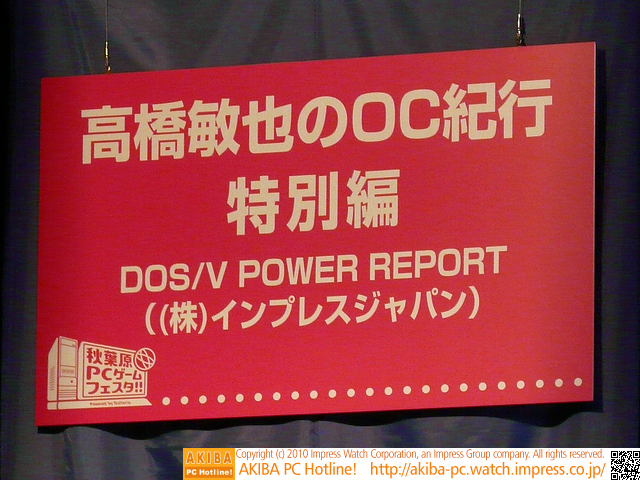 高橋敏也のOC紀行
特別編
DOS/V POWER REPORT
((株)インプレスジャパン)
秋葉原
PCゲーム
フェスタ!!
AKIBA
PC Hotline!
Copyright (c) 2010 Impress Watch Corporation, an Impress Group company. All rights reserved.
AKIBA PC Hotline! http://akiba-pc.watch.impress.co.jp/